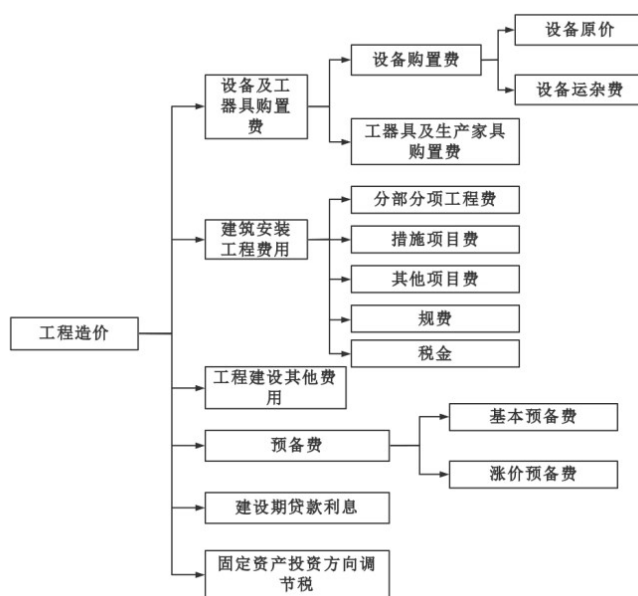 设备原价
设备及工
器具购置
费
设备购置费
设备运杂费
工器具及生产家具
购置费
建筑安装
工程费用
分部分项工程费
措施项目费
其他项目费
规费
税金
工程造价
工程建设其他费
用
预备费
基本预备费
涨价预备费
建设期贷款利息
固定资产投资方向调
节税